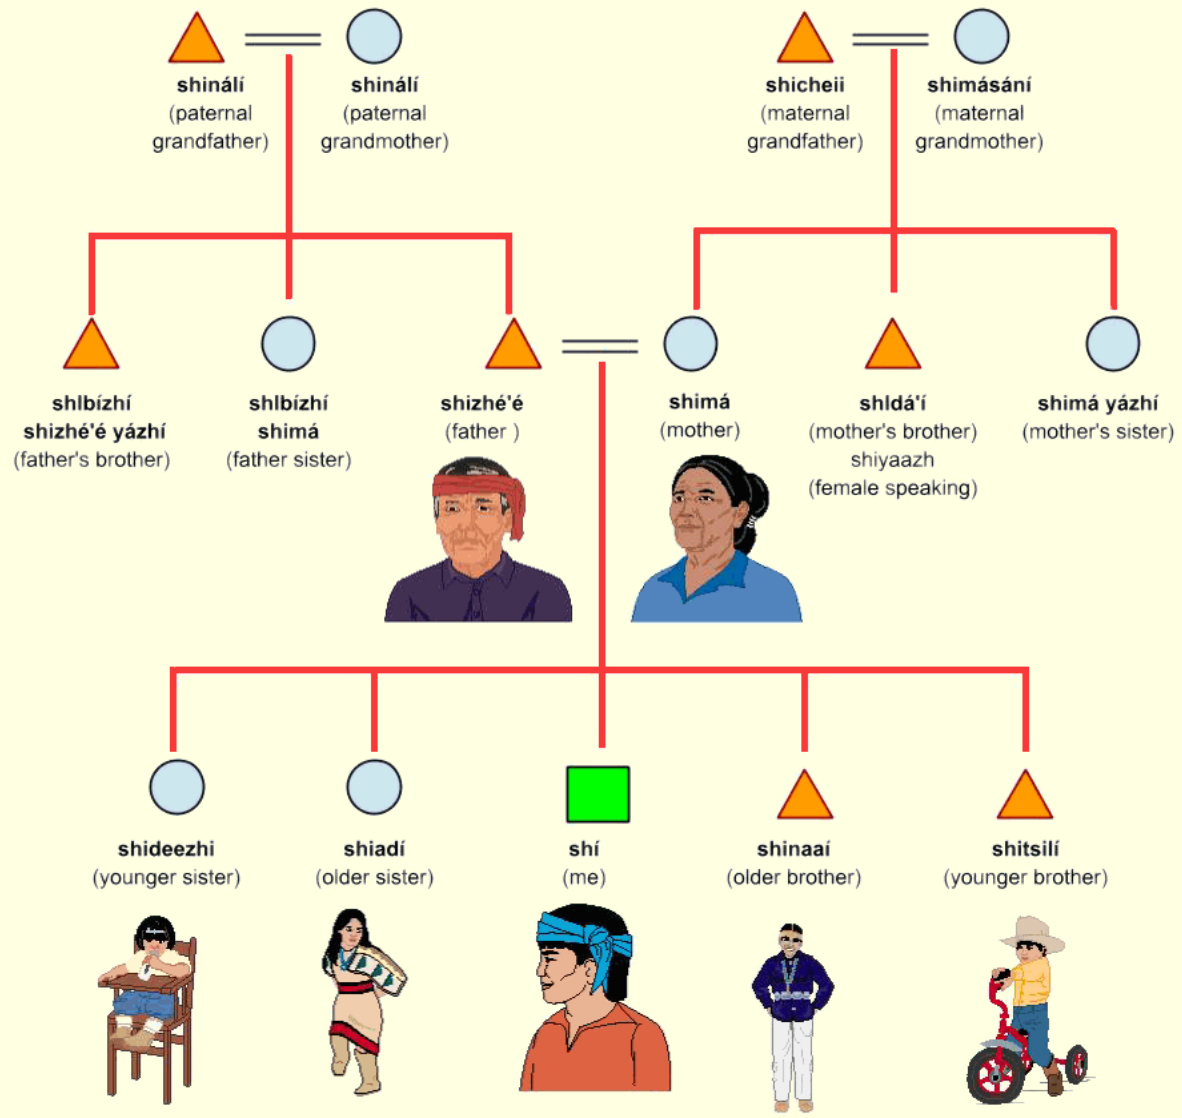 shinálí
(paternal
grandfather)
shinálí
(paternal
grandmother)
shicheii
(maternal
grandfather)
shimásání
(maternal
grandmother)
shlbízhí
shizhé'é yázhí
(father's brother)
shlbízhí
shimá
(father sister)
shizhé'é
(father )
shimá
(mother)
shldá'í
(mother's brother)
shiyaazh
(female speaking)
shimá yázhí
(mother's sister)
shideezhi
(younger sister)
shiadí
(older sister)
shí
(me)
shinaaí
(older brother)
shitsilí
(younger brother)